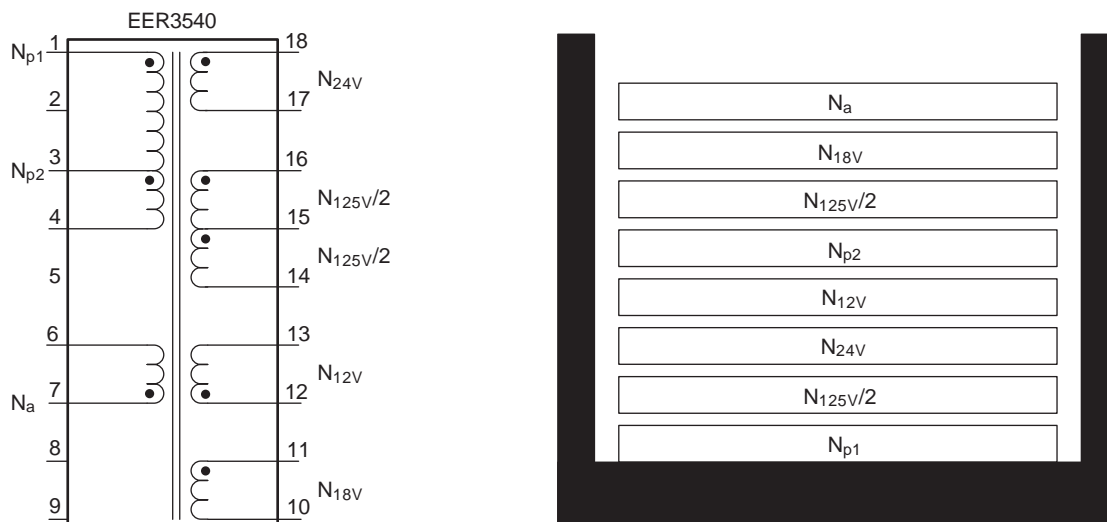 EER3540
Np1 1 18
N24V
2 17
Np2 3 16
N125V/2
4 15
N125V/2
5 14
6 13
N12V
Na 7 12
8 11
N18V
9 10
Na
N18V
N125V/2
Np2
N12V
N24V
N125V/2
Np1